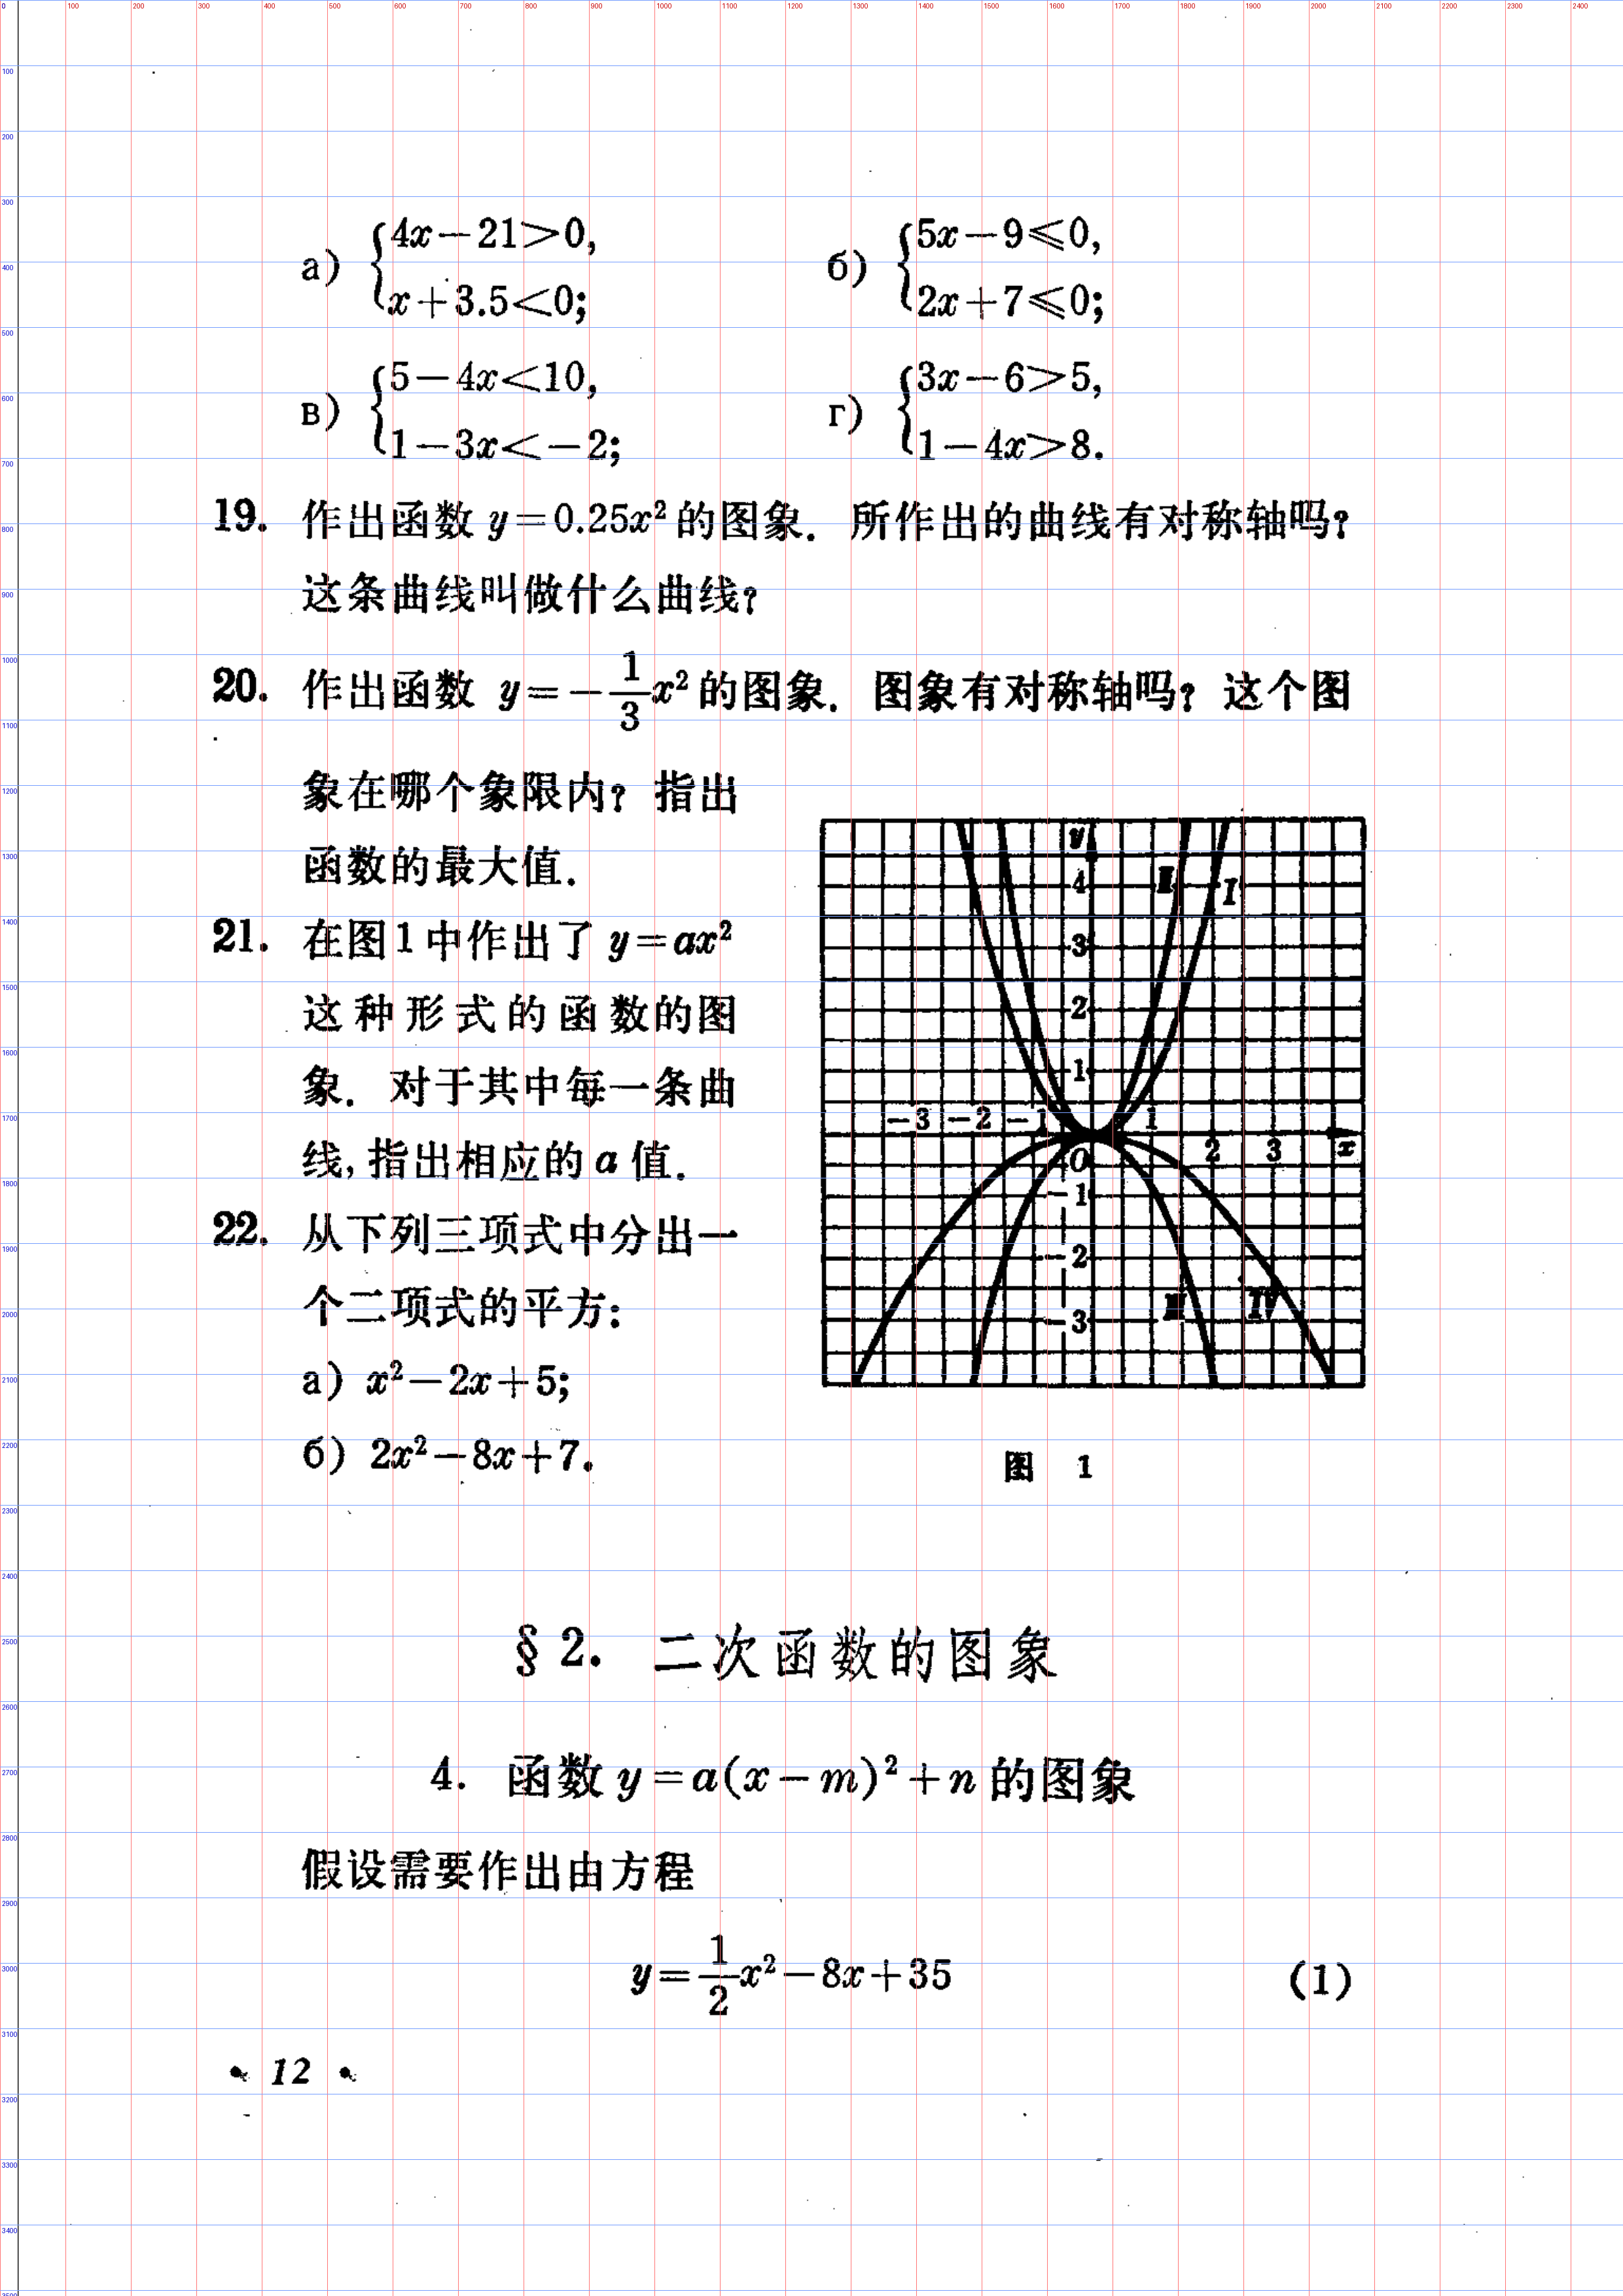 а) {4x－21>0,
x+3.5<0;
б) {5x－9⩽0,
2x+7⩽0;
в) {5－4x<10,
1－3x<－2;
г) {3x－6>5,
1－4x>8.
19. 作出函数 y=0.25x² 的图象．所作出的曲线有对称轴吗？
这条曲线叫做什么曲线？
20. 作出函数 y=－1/3x² 的图象．图象有对称轴吗？这个图
象在哪个象限内？指出
函数的最大值．
21. 在图1中作出了 y=ax²
这种形式的函数的图
象．对于其中每一条曲
线，指出相应的 a 值．
22. 从下列三项式中分出一
个二项式的平方：
а) x²－2x+5;
б) 2x²－8x+7.
y
4
II
I
3
2
1
－3 －2 －1 1
O 2 3 x
－1
－2
III IV
－3
图 1
§2. 二次函数的图象
4. 函数 y=a(x－m)²+n 的图象
假设需要作出由方程
y=1/2x²－8x+35 (1)
• 12 •